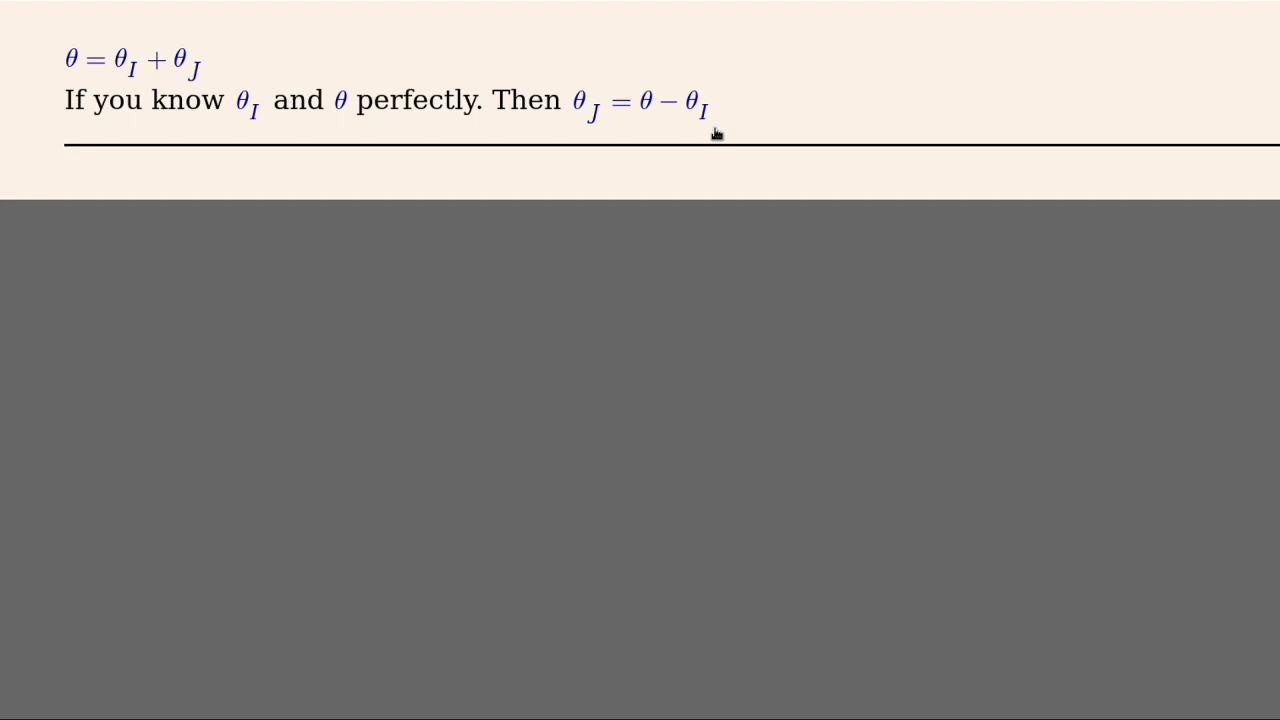 θ = θ_I + θ_J
If you know θ_I and θ perfectly. Then θ_J = θ − θ_I